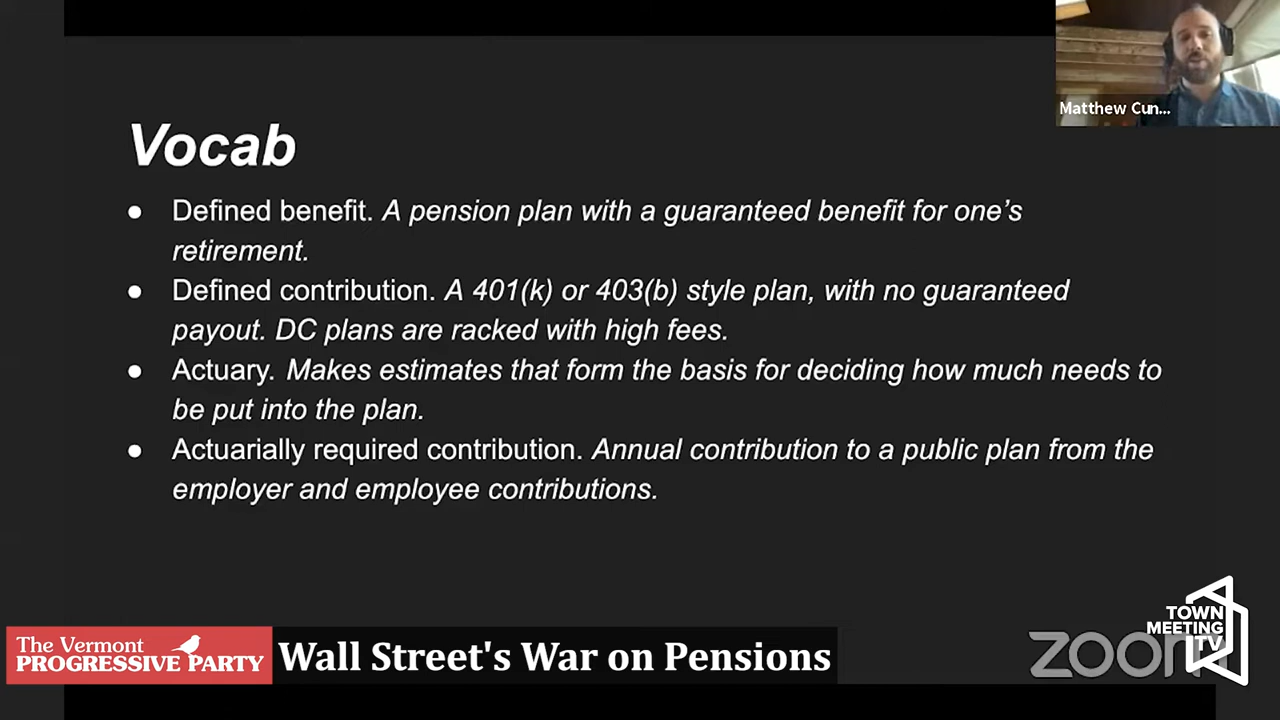 Matthew Cun...
Vocab
● Defined benefit. A pension plan with a guaranteed benefit for one’s
retirement.
● Defined contribution. A 401(k) or 403(b) style plan, with no guaranteed
payout. DC plans are racked with high fees.
● Actuary. Makes estimates that form the basis for deciding how much needs to
be put into the plan.
● Actuarially required contribution. Annual contribution to a public plan from the
employer and employee contributions.
The Vermont
PROGRESSIVE PARTY
Wall Street's War on Pensions
zoom
TOWN
MEETING
TV